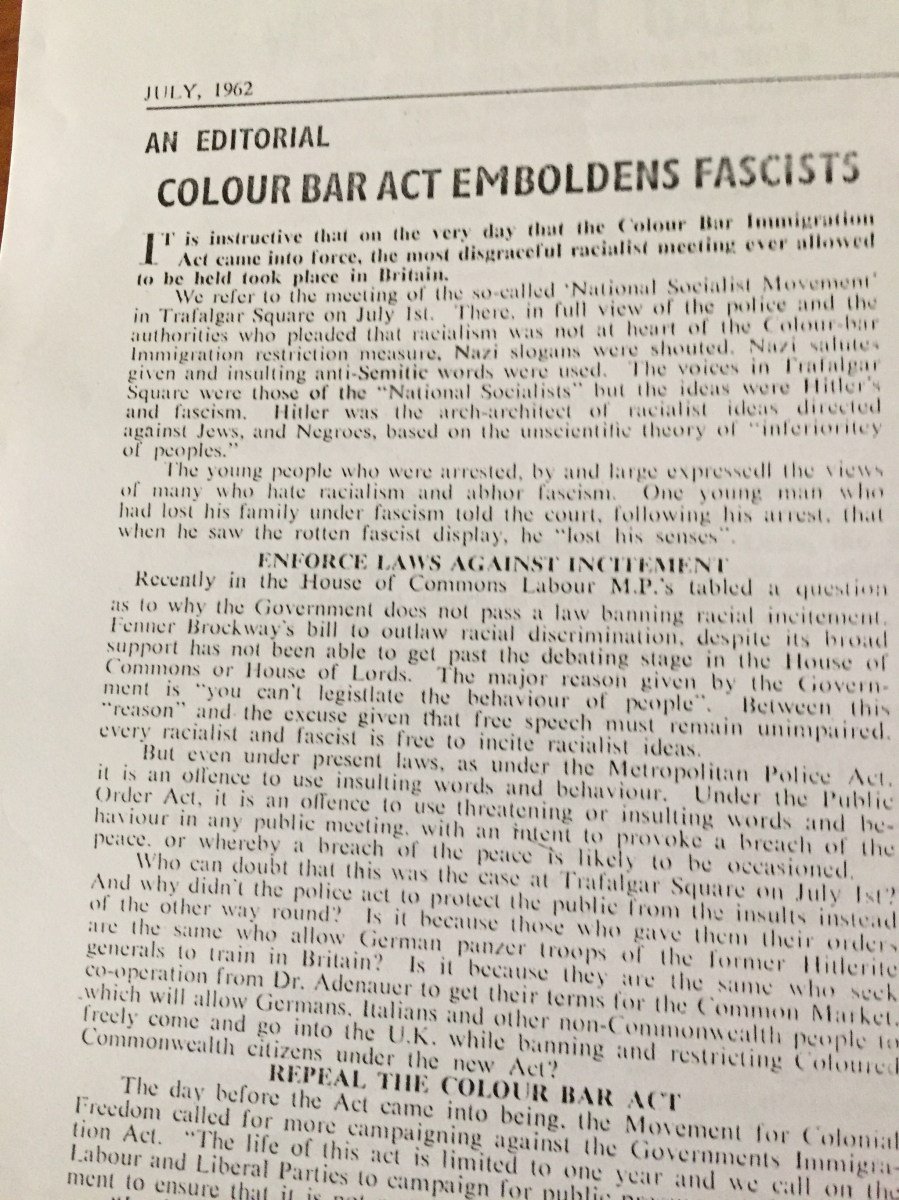 JULY, 1962
AN EDITORIAL
COLOUR BAR ACT EMBOLDENS FASCISTS
IT is instructive that on the very day that the Colour Bar Immigration
Act came into force, the most disgraceful racialist meeting ever allowed
to be held took place in Britain.
We refer to the meeting of the so-called 'National Socialist Movement'
in Trafalgar Square on July 1st. There, in full view of the police and the
authorities who pleaded that racialism was not at heart of the Colour-bar
Immigration restriction measure, Nazi slogans were shouted, Nazi salutes
given and insulting anti-Semitic words were used. The voices in Trafalgar
Square were those of the "National Socialists" but the ideas were Hitler's
and fascism. Hitler was the arch-architect of racialist ideas directed
against Jews, and Negroes, based on the unscientific theory of "inferioritey
of peoples."
The young people who were arrested, by and large expressedl the views
of many who hate racialism and abhor fascism. One young man who
had lost his family under fascism told the court, following his arrest, that
when he saw the rotten fascist display, he "lost his senses".
ENFORCE LAWS AGAINST INCITEMENT
Recently in the House of Commons Labour M.P.'s tabled a question
as to why the Government does not pass a law banning racial incitement.
Fenner Brockway's bill to outlaw racial discrimination, despite its broad
support has not been able to get past the debating stage in the House of
Commons or House of Lords. The major reason given by the Govern-
ment is "you can't legistlate the behaviour of people". Between this
"reason" and the excuse given that free speech must remain unimpaired,
every racialist and fascist is free to incite racialist ideas.
But even under present laws, as under the Metropolitan Police Act,
it is an offence to use insulting words and behaviour. Under the Public
Order Act, it is an offence to use threatening or insulting words and be-
haviour in any public meeting, with an intent to provoke a breach of the
peace, or whereby a breach of the peace is likely to be occasioned.
Who can doubt that this was the case at Trafalgar Square on July 1st?
And why didn't the police act to protect the public from the insults instead
of the other way round? Is it because those who gave them their orders
are the same who allow German panzer troops of the former Hitlerite
generals to train in Britain? Is it because they are the same who seek
co-operation from Dr. Adenauer to get their terms for the Common Market,
which will allow Germans, Italians and other non-Commonwealth people to
freely come and go into the U.K. while banning and restricting Coloured
Commonwealth citizens under the new Act?
REPEAL THE COLOUR BAR ACT
The day before the Act came into being, the Movement for Colonial
Freedom called for more campaigning against the Governments Immigra-
tion Act. "The life of this act is limited to one year and we call on the
Labour and Liberal Parties to campaign for public
ment to ensure that it is